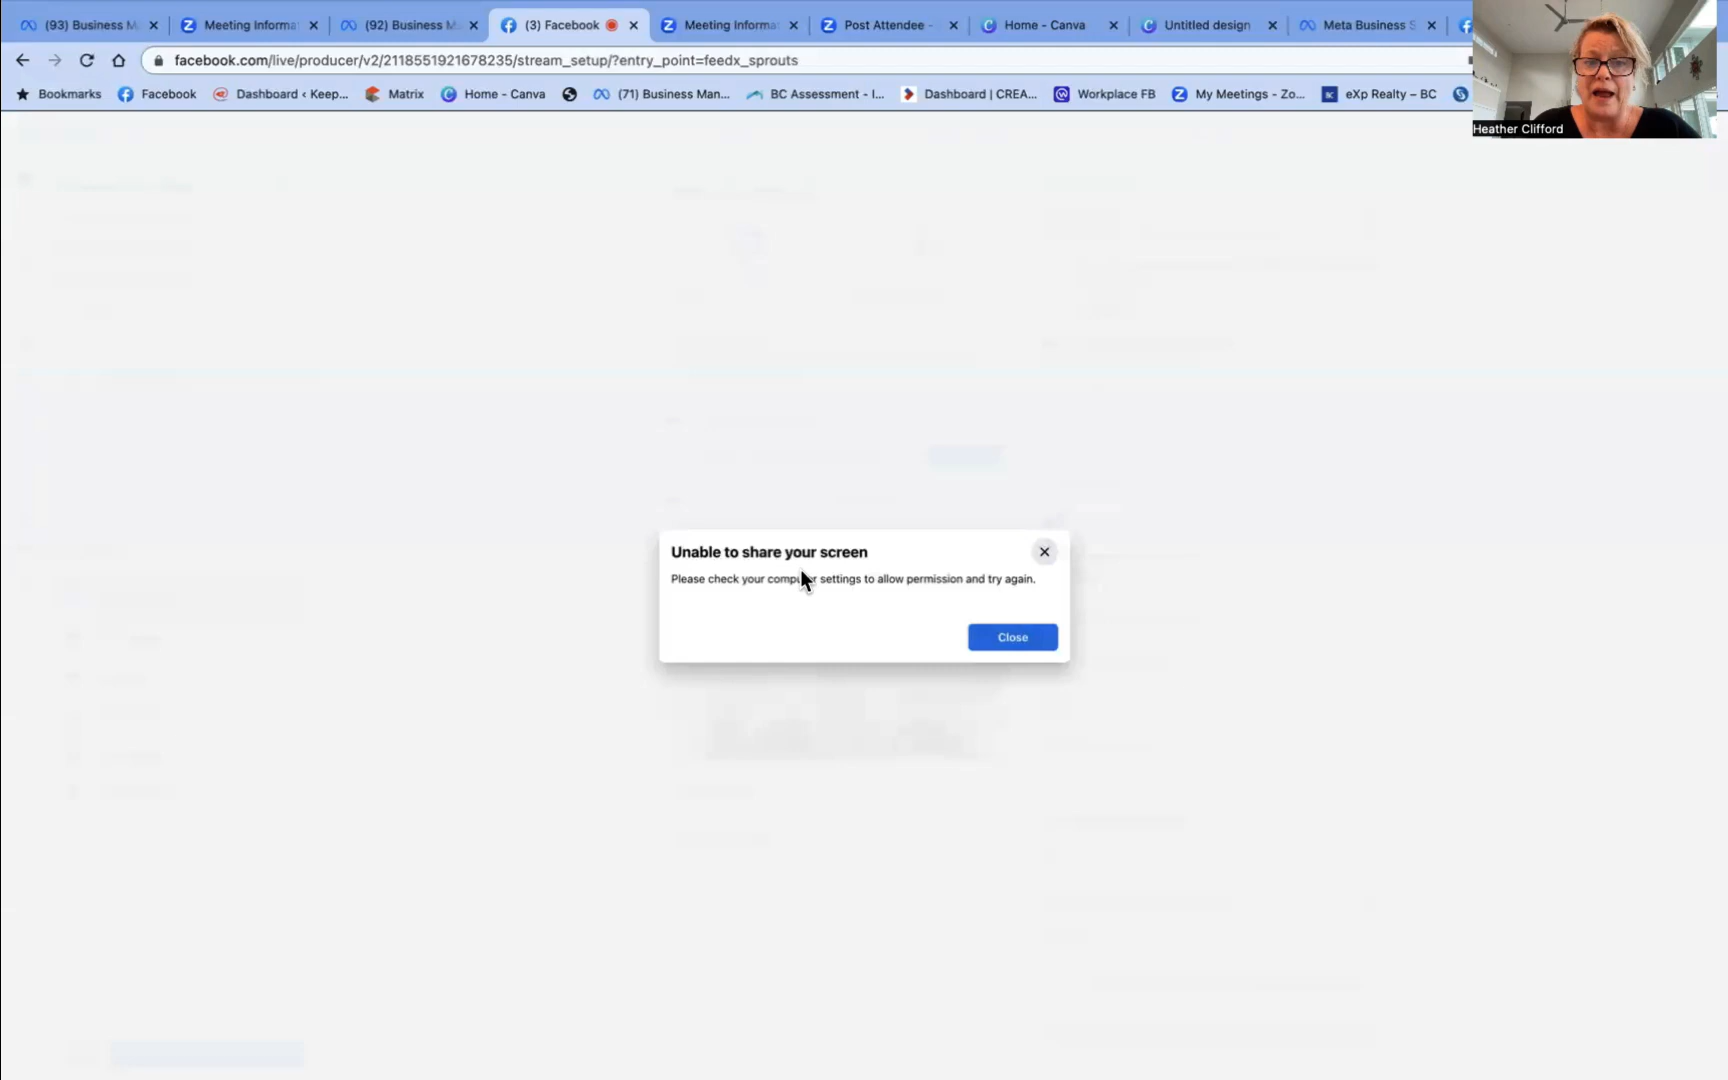 (93) Business M
Meeting Informa
(92) Business M
(3) Facebook
Meeting Informa
Post Attendee -
Home - Canva
Untitled design
Meta Business S
facebook.com/live/producer/v2/2118551921678235/stream_setup/?entry_point=feedx_sprouts
Bookmarks
Facebook
Dashboard ‹ Keep...
Matrix
Home - Canva
(71) Business Man...
BC Assessment - I...
Dashboard | CREA...
Workplace FB
My Meetings - Zo...
eXp Realty – BC
Heather Clifford
Unable to share your screen
Please check your computer settings to allow permission and try again.
Close